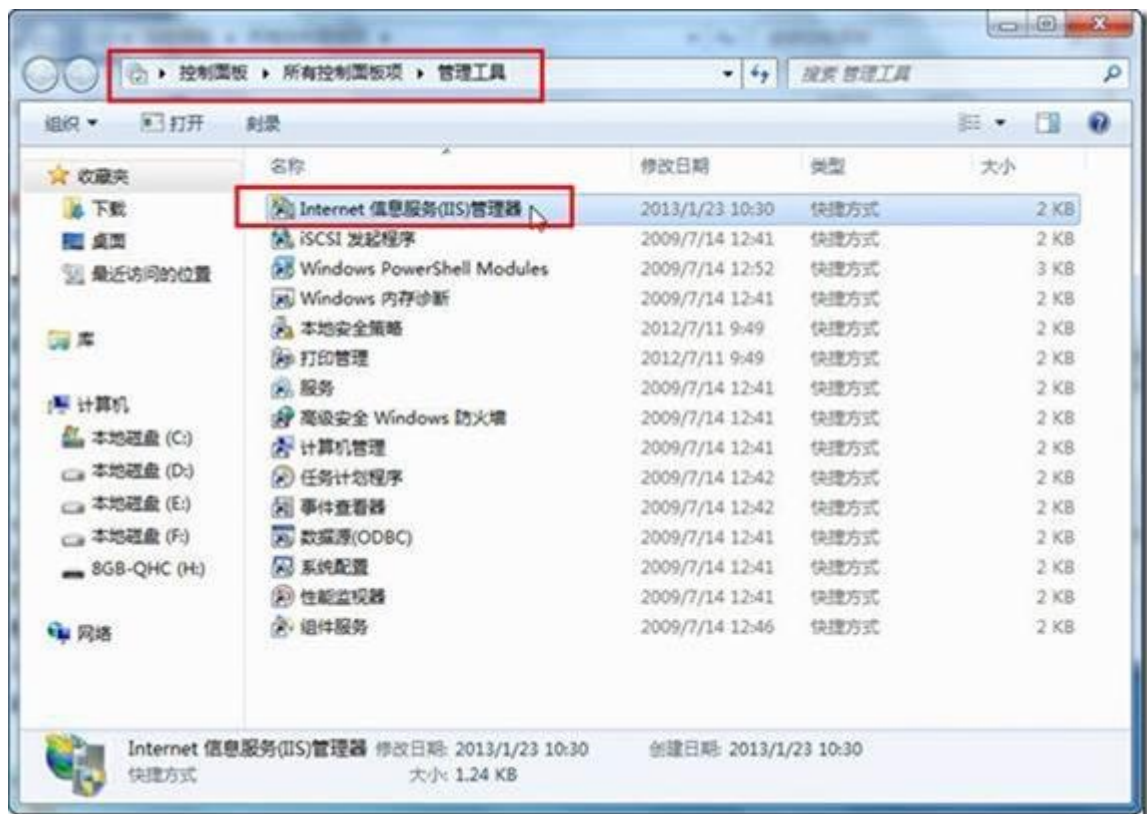 控制面板 ▸ 所有控制面板项 ▸ 管理工具
搜索 管理工具
组织 打开 刻录
名称 修改日期 类型 大小
收藏夹
下载
桌面
最近访问的位置
库
计算机
本地磁盘 (C:)
本地磁盘 (D:)
本地磁盘 (E:)
本地磁盘 (F:)
8GB-QHC (H:)
网络
Internet 信息服务(IIS)管理器 2013/1/23 10:30 快捷方式 2 KB
iSCSI 发起程序 2009/7/14 12:41 快捷方式 2 KB
Windows PowerShell Modules 2009/7/14 12:52 快捷方式 3 KB
Windows 内存诊断 2009/7/14 12:41 快捷方式 2 KB
本地安全策略 2012/7/11 9:49 快捷方式 2 KB
打印管理 2012/7/11 9:49 快捷方式 2 KB
服务 2009/7/14 12:41 快捷方式 2 KB
高级安全 Windows 防火墙 2009/7/14 12:41 快捷方式 2 KB
计算机管理 2009/7/14 12:41 快捷方式 2 KB
任务计划程序 2009/7/14 12:42 快捷方式 2 KB
事件查看器 2009/7/14 12:42 快捷方式 2 KB
数据源(ODBC) 2009/7/14 12:41 快捷方式 2 KB
系统配置 2009/7/14 12:41 快捷方式 2 KB
性能监视器 2009/7/14 12:41 快捷方式 2 KB
组件服务 2009/7/14 12:46 快捷方式 2 KB
Internet 信息服务(IIS)管理器 修改日期: 2013/1/23 10:30 创建日期: 2013/1/23 10:30
快捷方式 大小: 1.24 KB